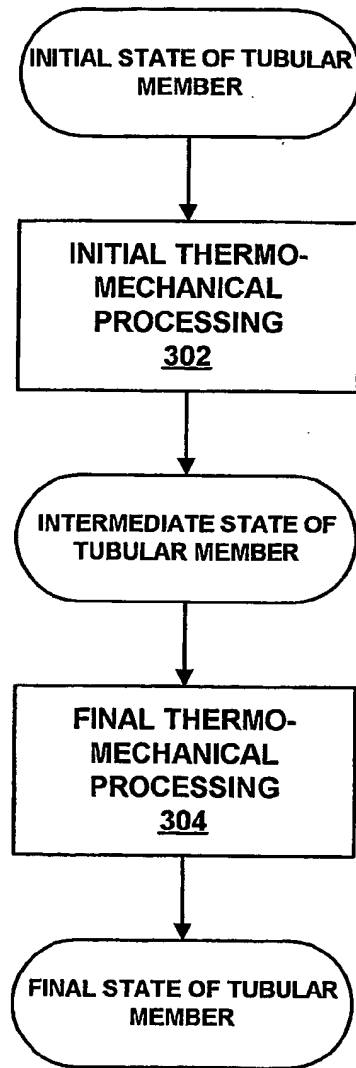 INITIAL STATE OF TUBULAR
MEMBER
INITIAL THERMO-
MECHANICAL
PROCESSING
302
INTERMEDIATE STATE OF
TUBULAR MEMBER
FINAL THERMO-
MECHANICAL
PROCESSING
304
FINAL STATE OF TUBULAR
MEMBER